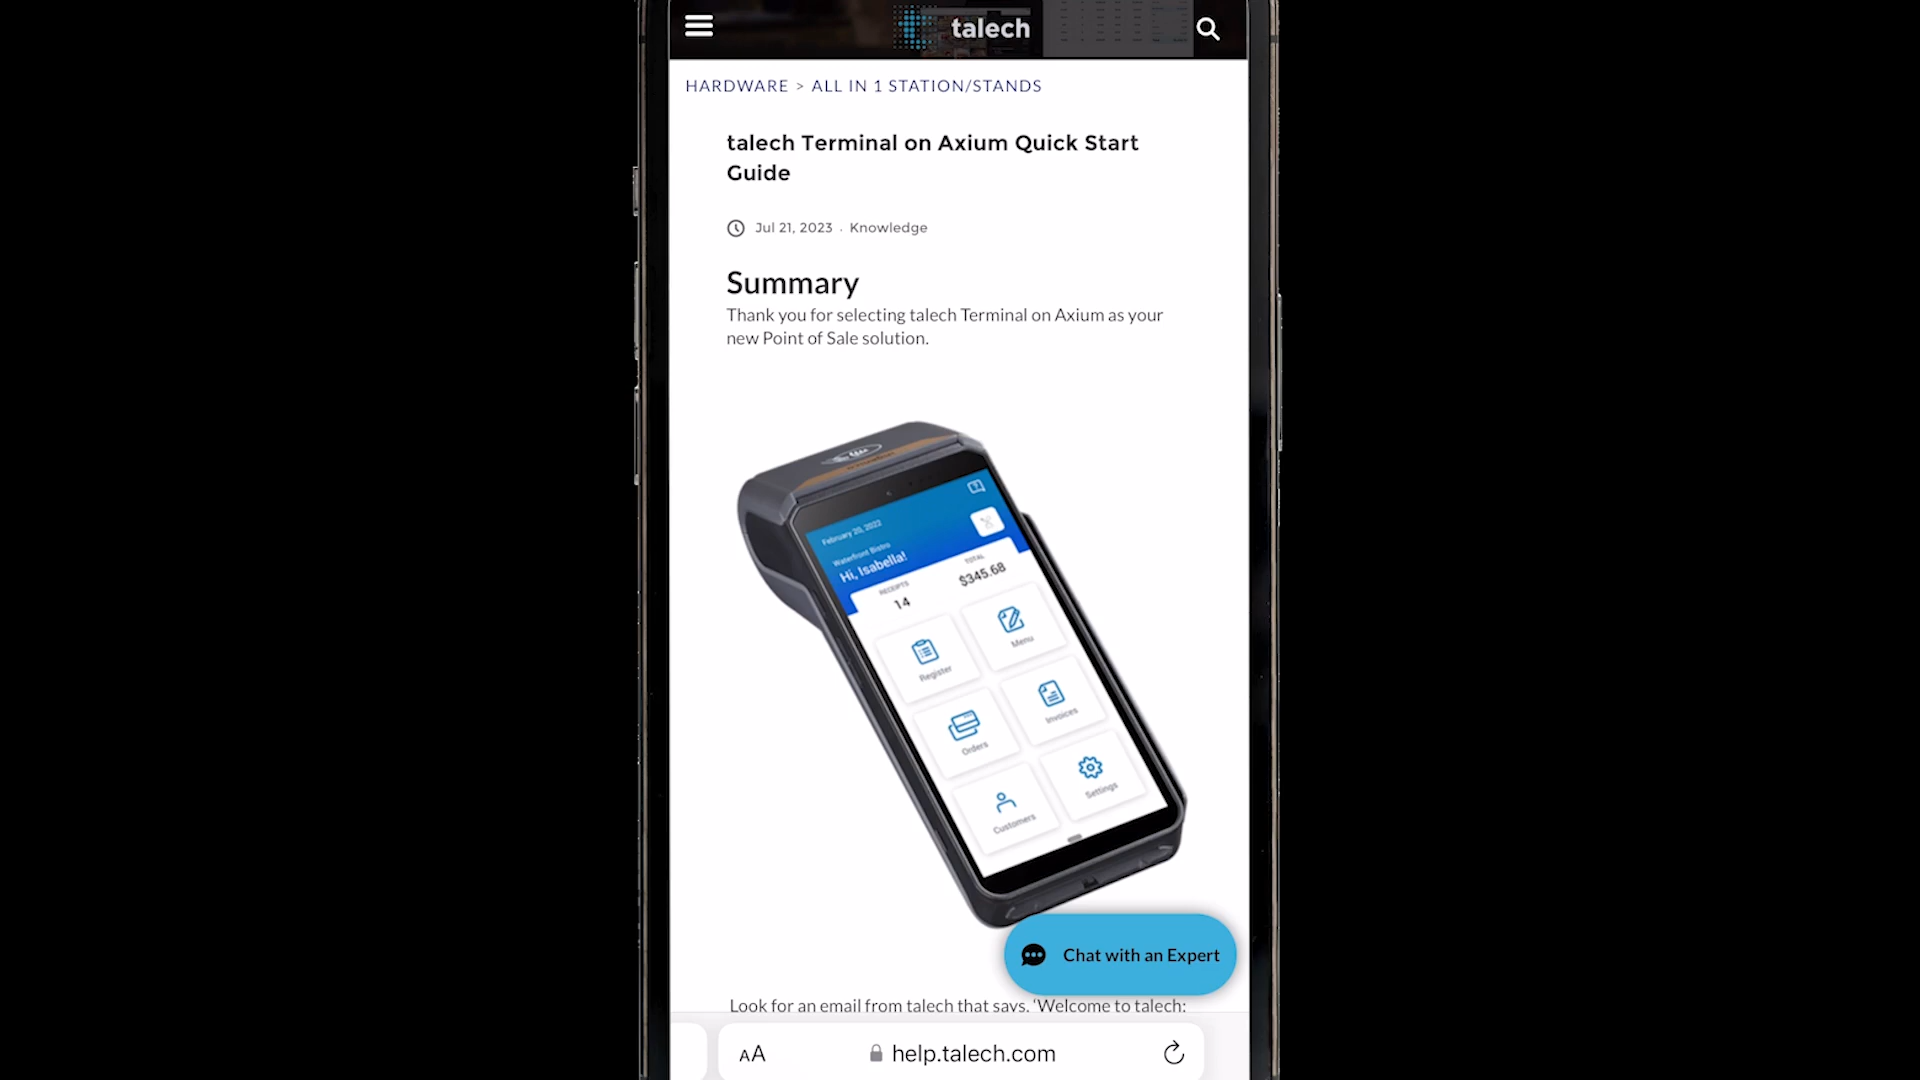 talech
HARDWARE > ALL IN 1 STATION/STANDS
talech Terminal on Axium Quick Start
Guide
Jul 21, 2023 . Knowledge
Summary
Thank you for selecting talech Terminal on Axium as your
new Point of Sale solution.
February 20, 2022
Waterfront Bistro
Hi, Isabella!
RECEIPTS
14
TOTAL
$345.68
Register
Menu
Orders
Invoices
Customers
Settings
Chat with an Expert
Look for an email from talech that says, 'Welcome to talech:
AA
help.talech.com